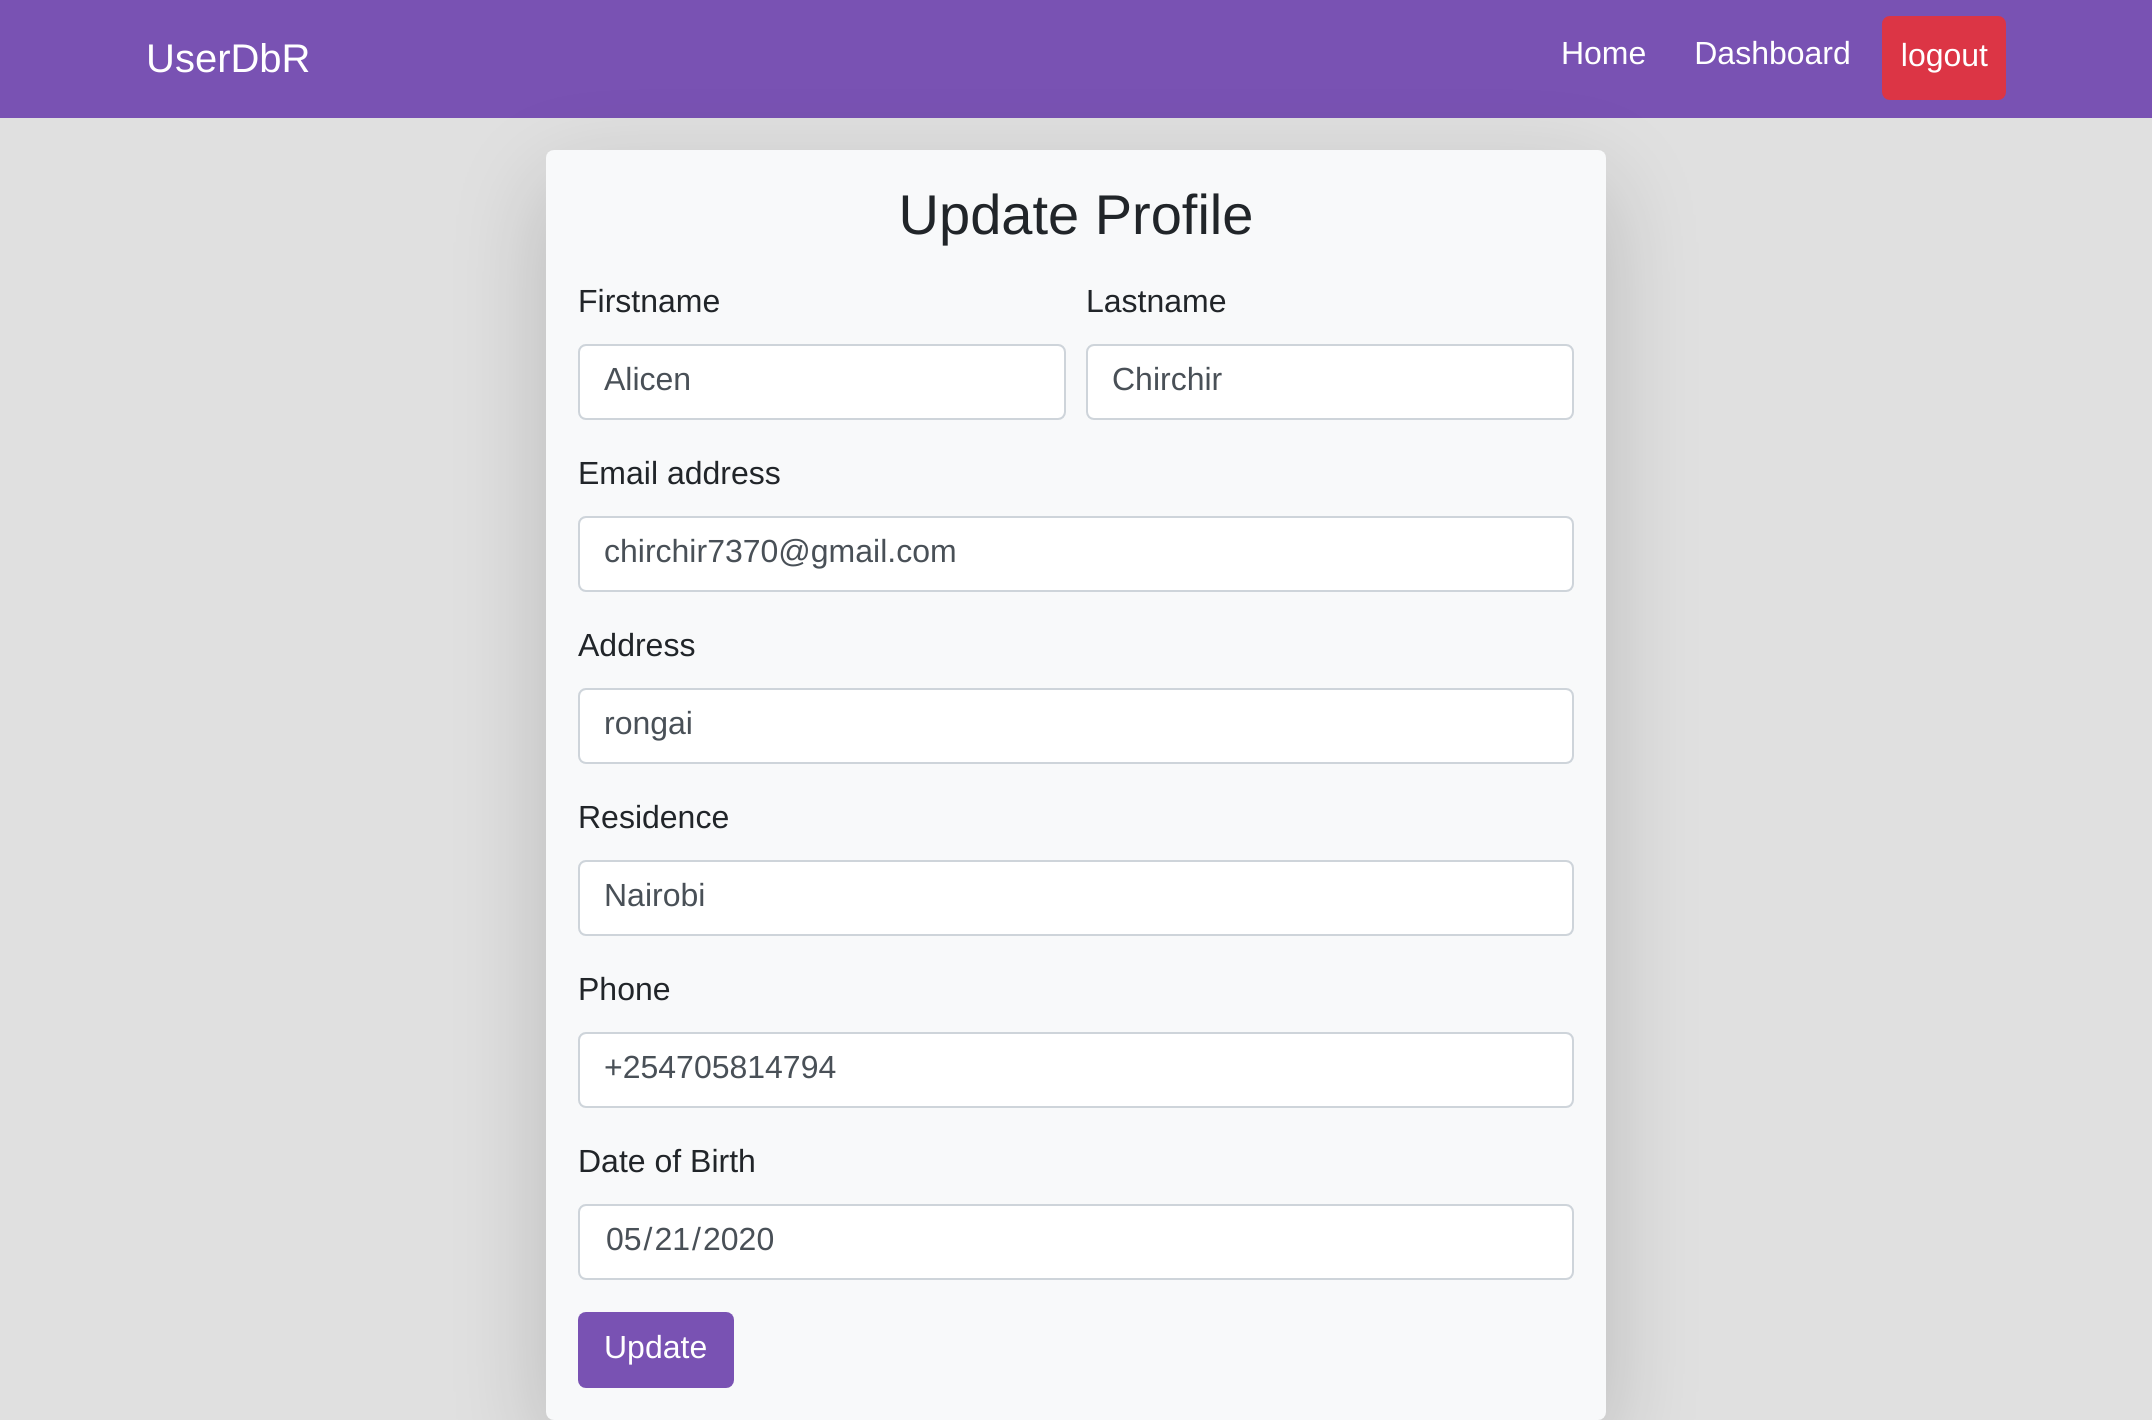 UserDbR Home Dashboard logout
Update Profile
Firstname Lastname
Alicen Chirchir
Email address
chirchir7370@gmail.com
Address
rongai
Residence
Nairobi
Phone
+254705814794
Date of Birth
05/21/2020
Update